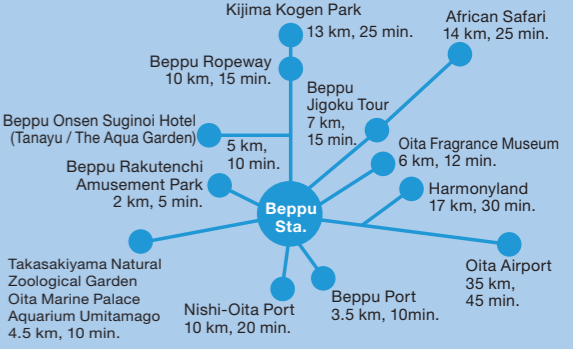 Kijima Kogen Park
13 km, 25 min.
African Safari
14 km, 25 min.
Beppu Ropeway
10 km, 15 min.
Beppu
Jigoku Tour
7 km,
15 min.
Beppu Onsen Suginoi Hotel
(Tanayu / The Aqua Garden)
5 km,
10 min.
Oita Fragrance Museum
6 km, 12 min.
Beppu Rakutenchi
Amusement Park
2 km, 5 min.
Harmonyland
17 km, 30 min.
Beppu
Sta.
Takasakiyama Natural
Zoological Garden
Oita Marine Palace
Aquarium Umitamago
4.5 km, 10 min.
Nishi-Oita Port
10 km, 20 min.
Beppu Port
3.5 km, 10min.
Oita Airport
35 km,
45 min.